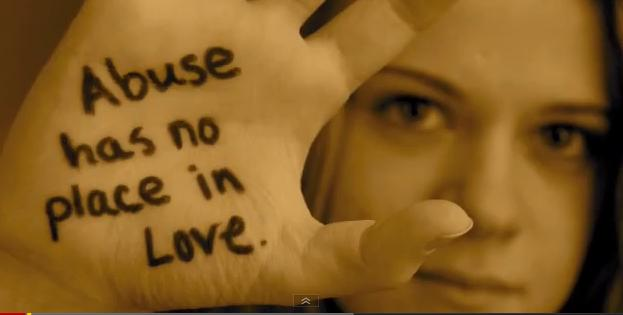 Abuse
has no
place in
Love.